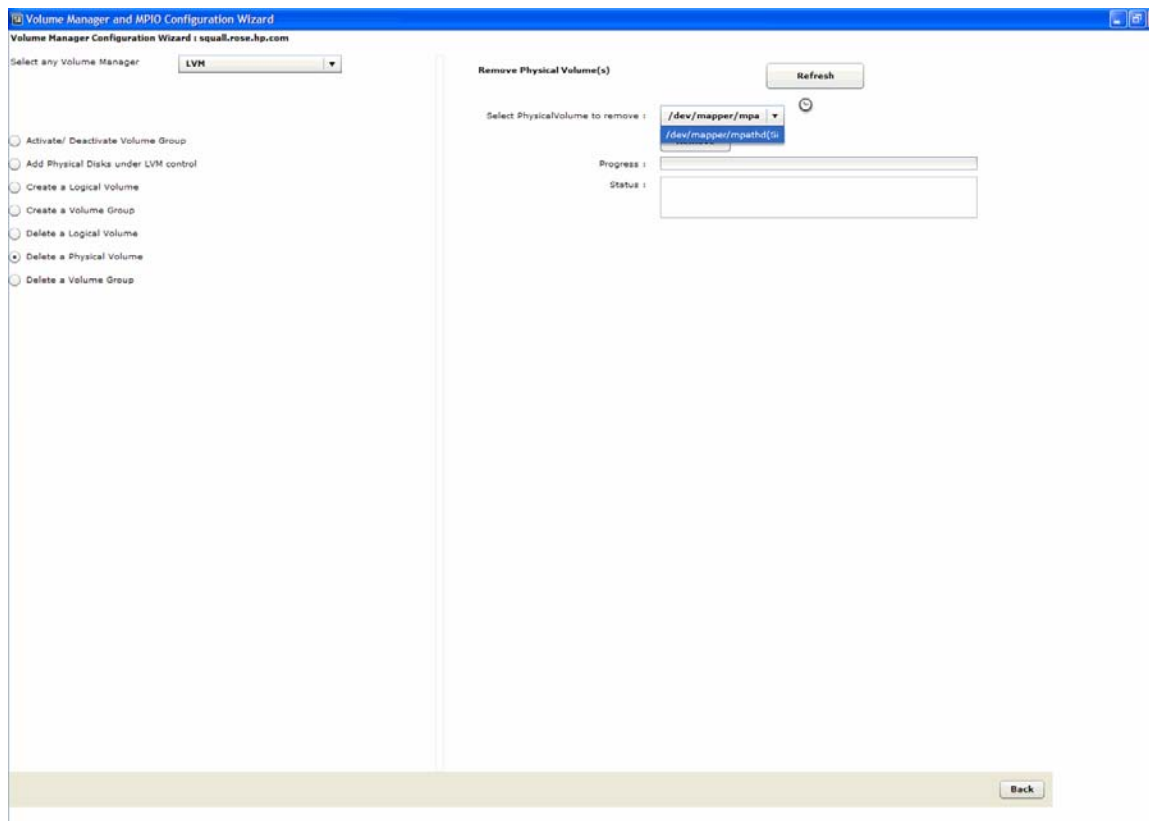 Volume Manager and MPIO Configuration Wizard
Volume Manager Configuration Wizard : squall.rose.hp.com
Select any Volume Manager
LVM
Activate/ Deactivate Volume Group
Add Physical Disks under LVM control
Create a Logical Volume
Create a Volume Group
Delete a Logical Volume
Delete a Physical Volume
Delete a Volume Group
Remove Physical Volume(s)
Refresh
Select PhysicalVolume to remove :
/dev/mapper/mpa
/dev/mapper/mpathd(Si
Progress :
Status :
Back